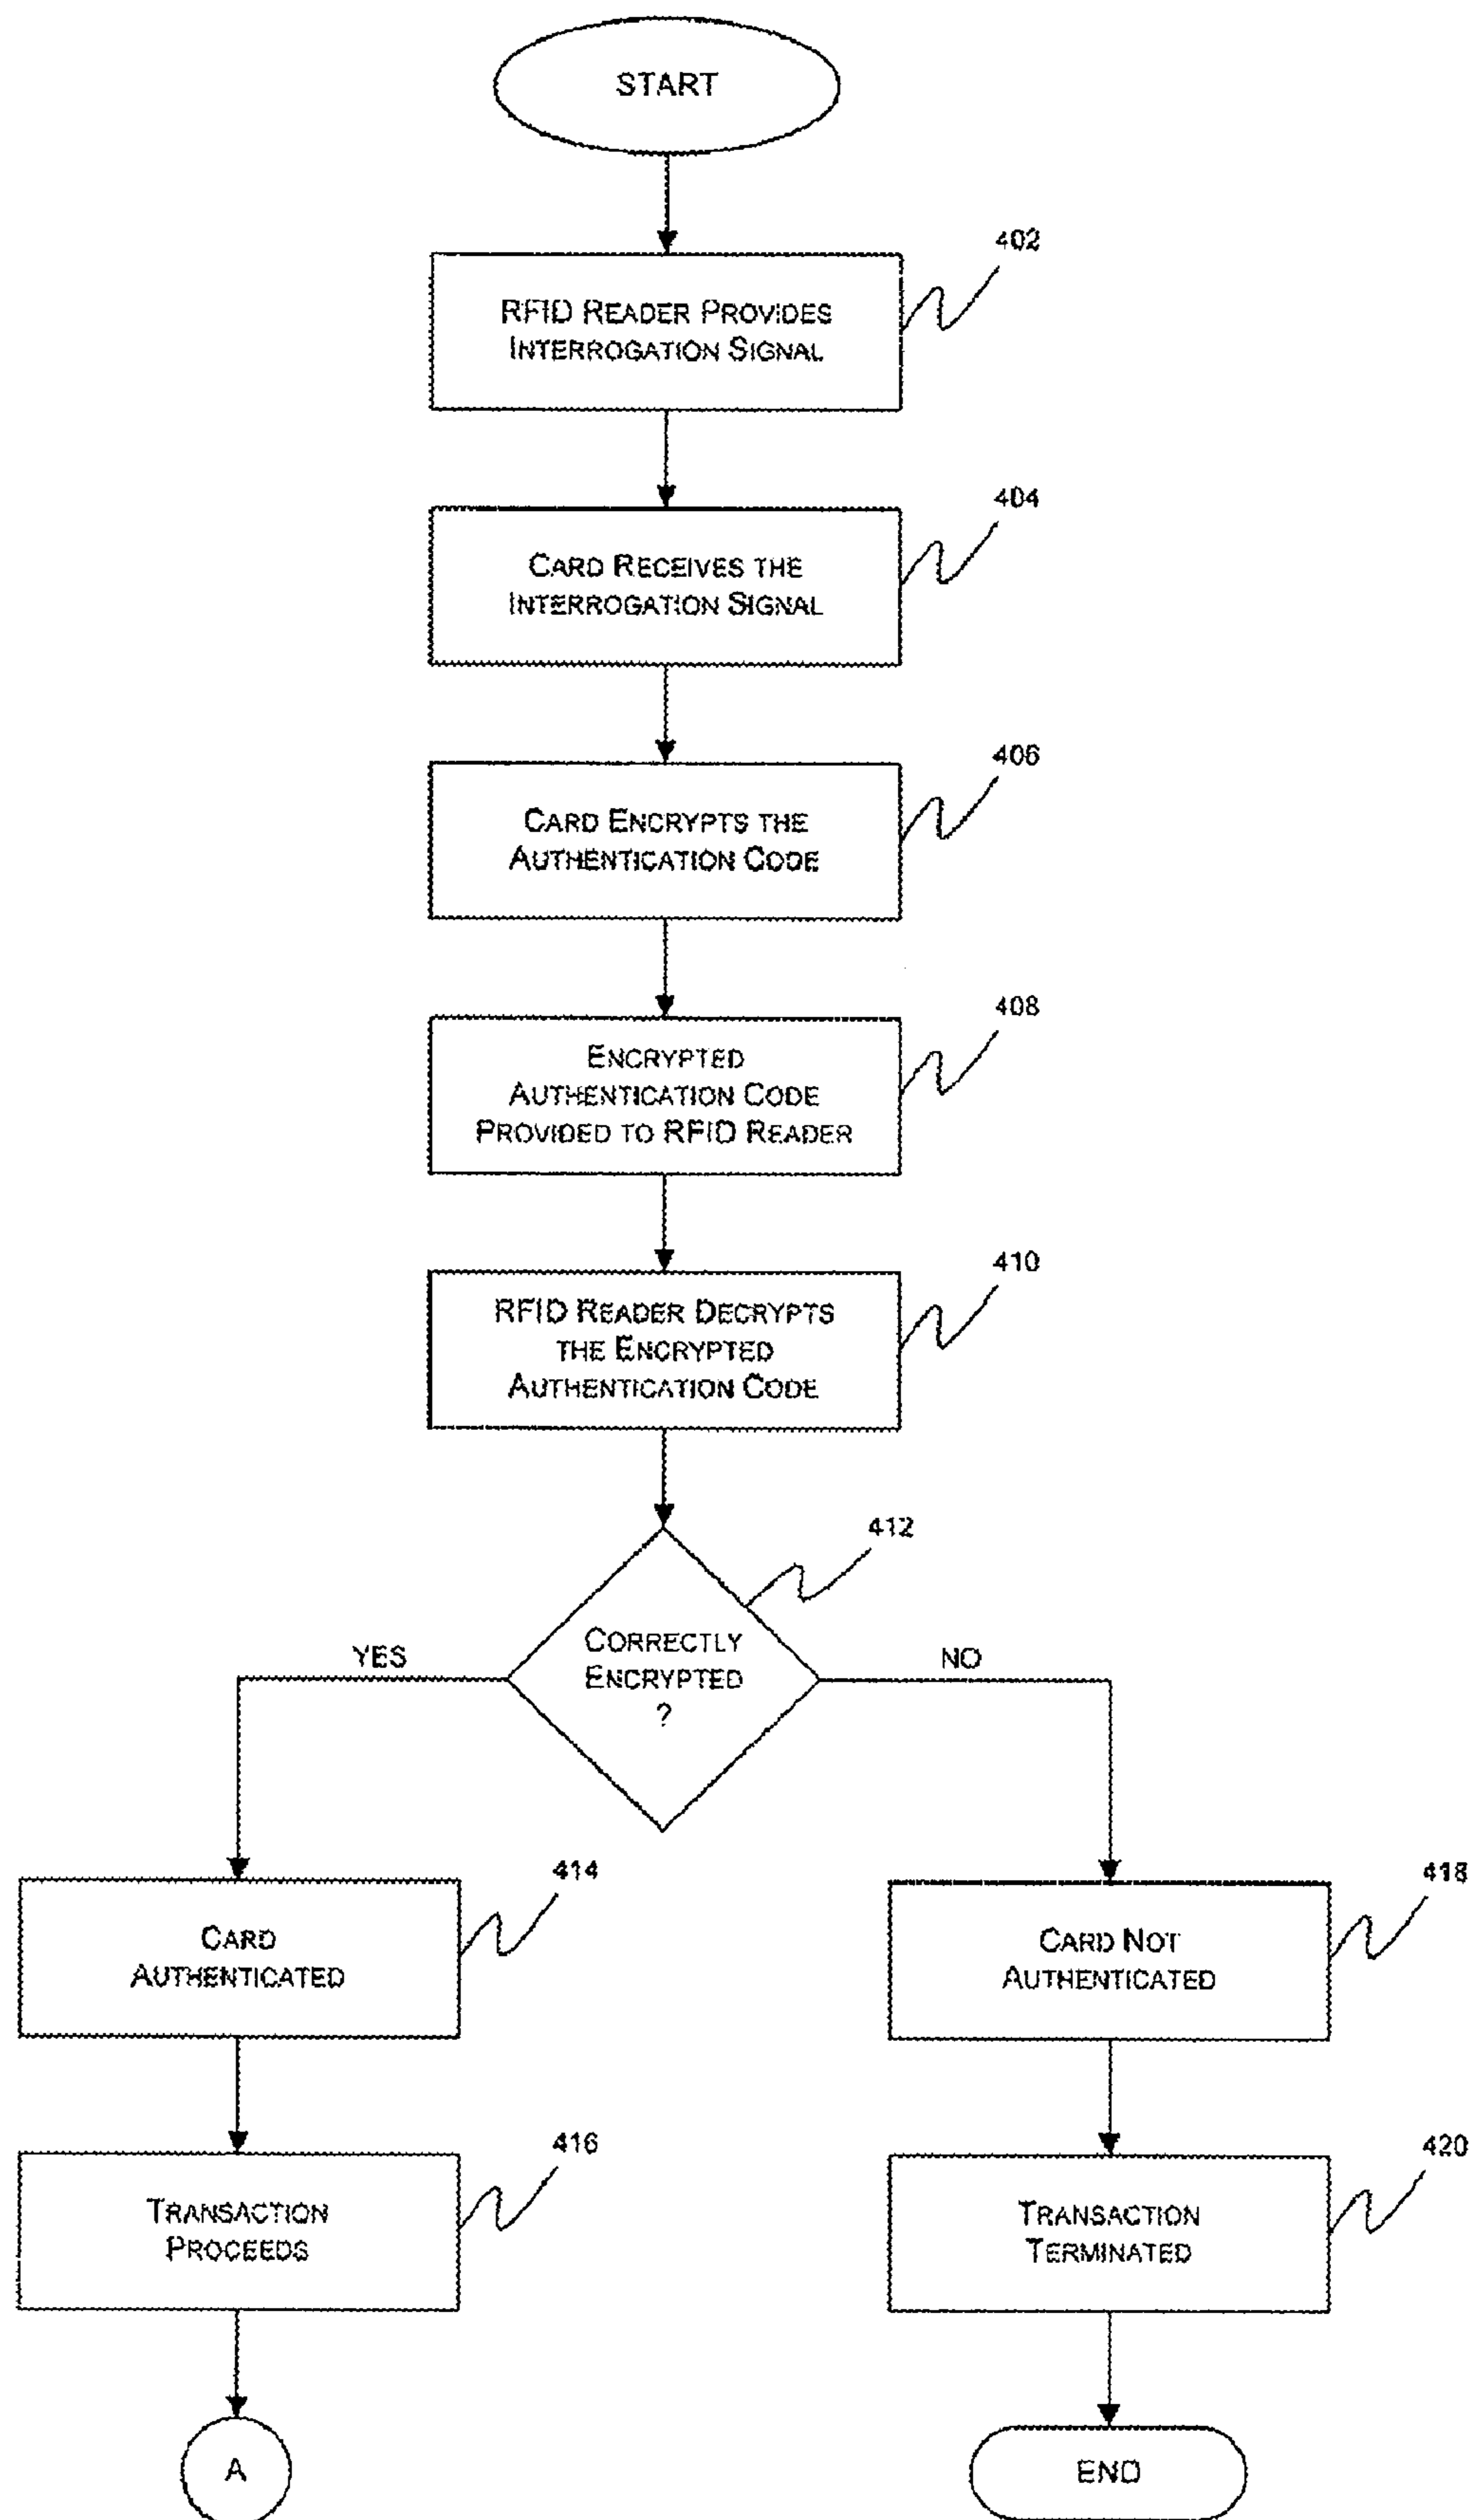 START
402
RFID READER PROVIDES
INTERROGATION SIGNAL
404
CARD RECEIVES THE
INTERROGATION SIGNAL
406
CARD ENCRYPTS THE
AUTHENTICATION CODE
408
ENCRYPTED
AUTHENTICATION CODE
PROVIDED TO RFID READER
410
RFID READER DECRYPTS
THE ENCRYPTED
AUTHENTICATION CODE
412
CORRECTLY
ENCRYPTED
?
YES
NO
414
CARD
AUTHENTICATED
418
CARD NOT
AUTHENTICATED
416
TRANSACTION
PROCEEDS
420
TRANSACTION
TERMINATED
A
END